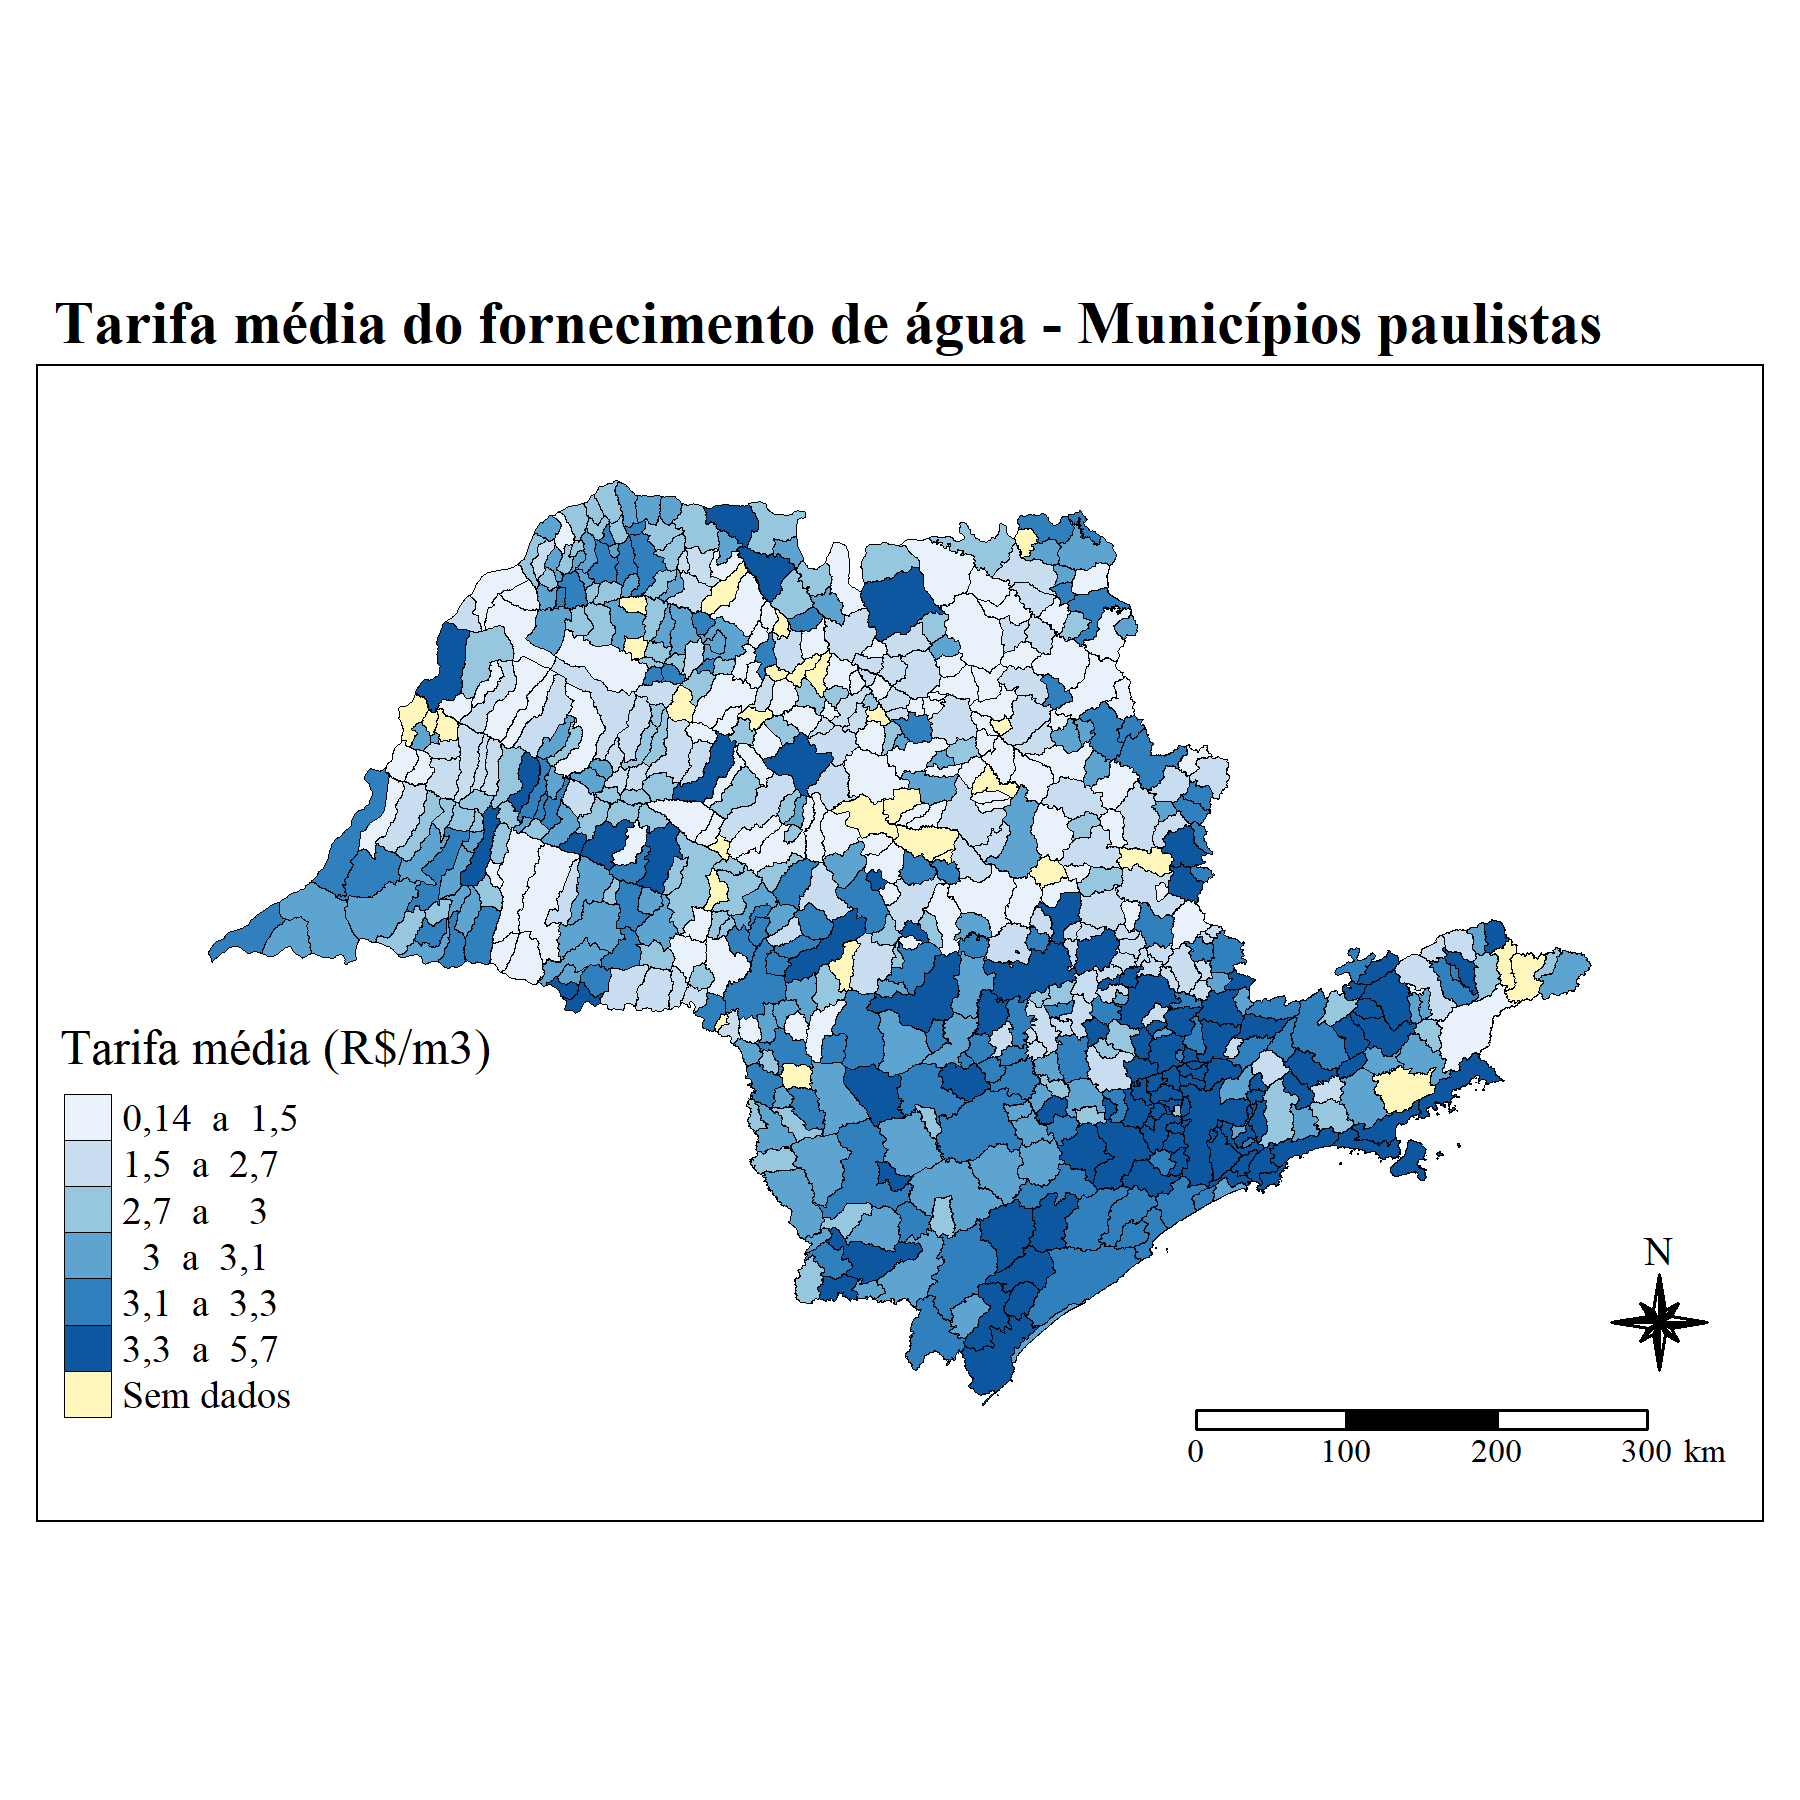 Tarifa média do fornecimento de água - Municípios paulistas
Tarifa média (R$/m3)
0,14 a 1,5
1,5 a 2,7
2,7 a 3
3 a 3,1
3,1 a 3,3
3,3 a 5,7
Sem dados
N
0 100 200 300 km